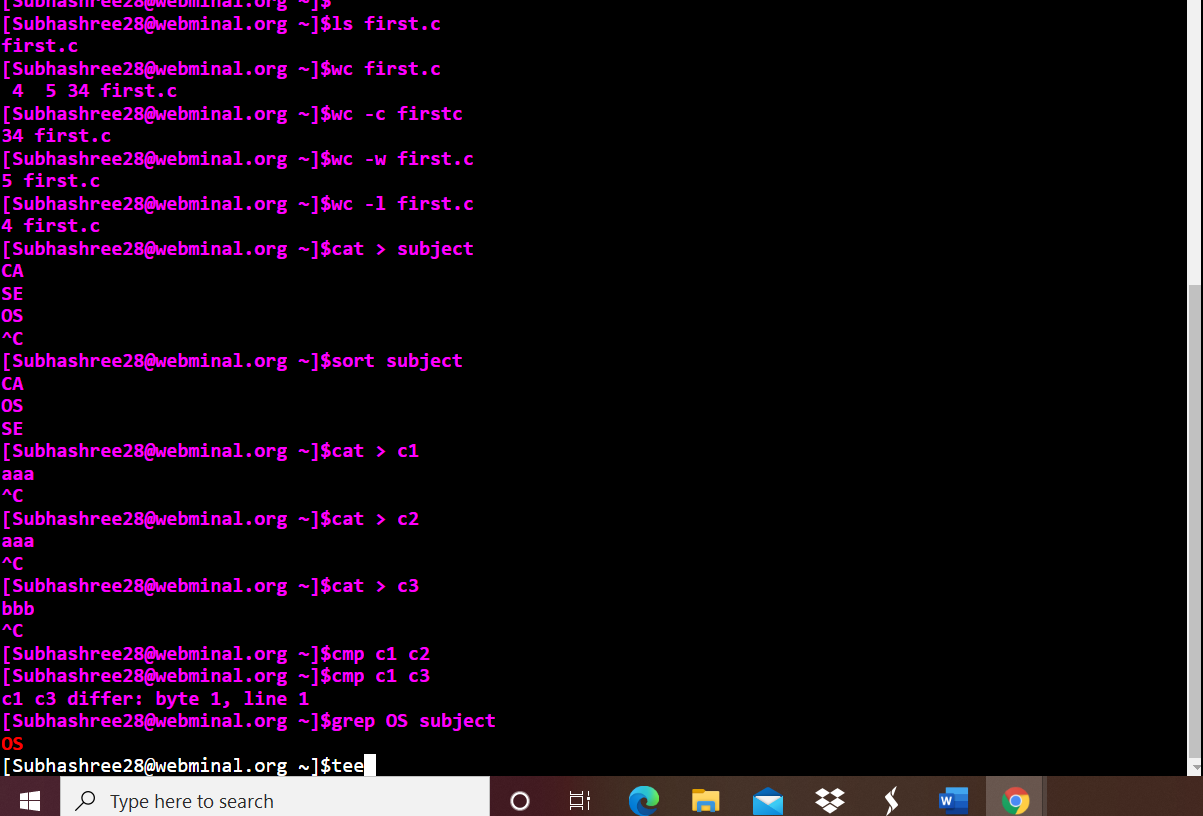 [Subhashree28@webminal.org ~]$
[Subhashree28@webminal.org ~]$ls first.c
first.c
[Subhashree28@webminal.org ~]$wc first.c
 4  5 34 first.c
[Subhashree28@webminal.org ~]$wc -c firstc
34 first.c
[Subhashree28@webminal.org ~]$wc -w first.c
5 first.c
[Subhashree28@webminal.org ~]$wc -l first.c
4 first.c
[Subhashree28@webminal.org ~]$cat > subject
CA
SE
OS
^C
[Subhashree28@webminal.org ~]$sort subject
CA
OS
SE
[Subhashree28@webminal.org ~]$cat > c1
aaa
^C
[Subhashree28@webminal.org ~]$cat > c2
aaa
^C
[Subhashree28@webminal.org ~]$cat > c3
bbb
^C
[Subhashree28@webminal.org ~]$cmp c1 c2
[Subhashree28@webminal.org ~]$cmp c1 c3
c1 c3 differ: byte 1, line 1
[Subhashree28@webminal.org ~]$grep OS subject
OS
[Subhashree28@webminal.org ~]$tee
Type here to search
W